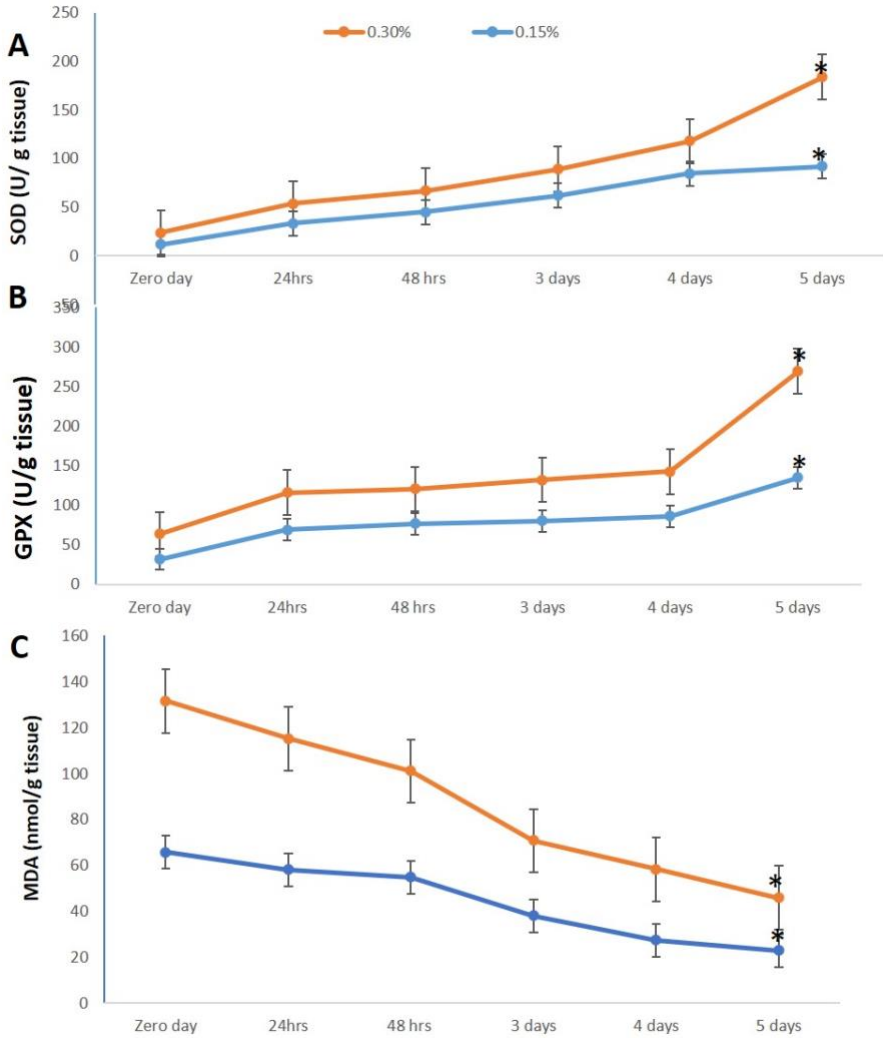 A
0.30%
0.15%
SOD (U/ g tissue)
250
200
150
100
50
0
Zero day
24hrs
48 hrs
3 days
4 days
5 days
*
*
B
GPX (U/g tissue)
50
350
300
250
200
150
100
50
0
Zero day
24hrs
48 hrs
3 days
4 days
5 days
*
*
C
MDA (nmol/g tissue)
160
140
120
100
80
60
40
20
0
Zero day
24hrs
48 hrs
3 days
4 days
5 days
*
*